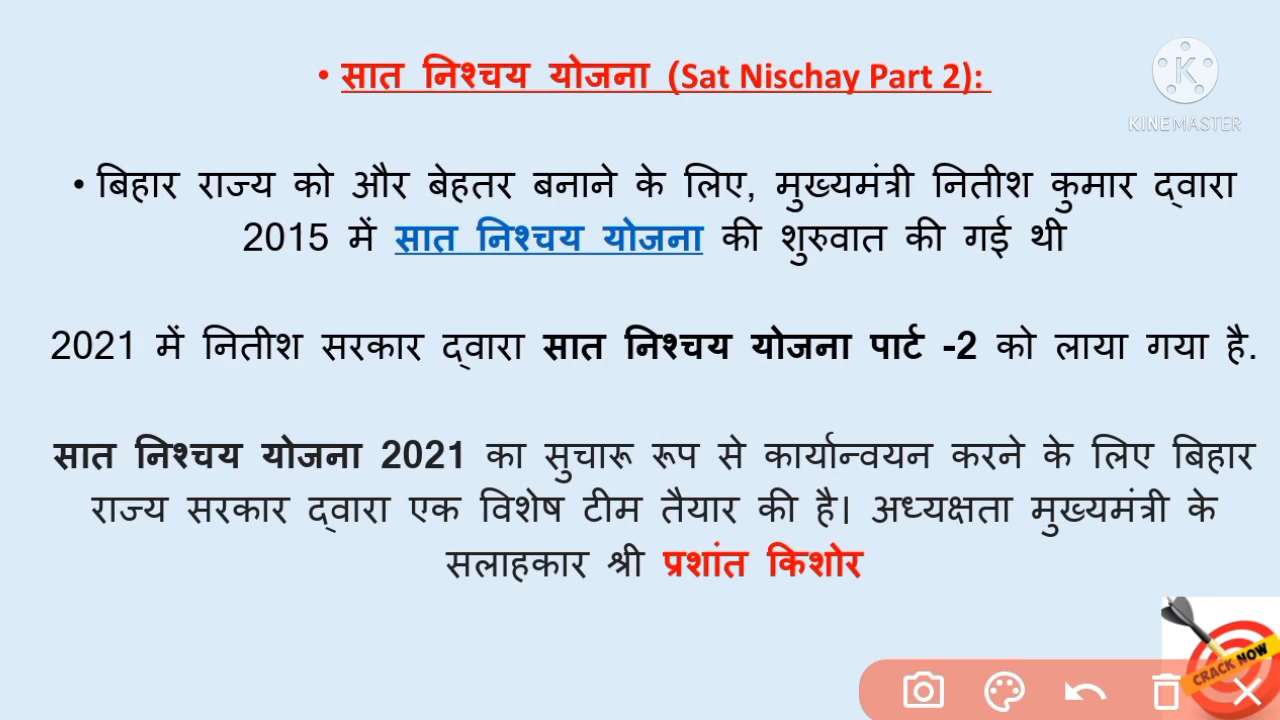 • सात निश्चय योजना (Sat Nischay Part 2):
KINEMASTER
• बिहार राज्य को और बेहतर बनाने के लिए, मुख्यमंत्री नितीश कुमार द्वारा
2015 में सात निश्चय योजना की शुरुवात की गई थी
2021 में नितीश सरकार द्वारा सात निश्चय योजना पार्ट -2 को लाया गया है.
सात निश्चय योजना 2021 का सुचारू रूप से कार्यान्वयन करने के लिए बिहार
राज्य सरकार द्वारा एक विशेष टीम तैयार की है। अध्यक्षता मुख्यमंत्री के
सलाहकार श्री प्रशांत किशोर
CRACK NOW